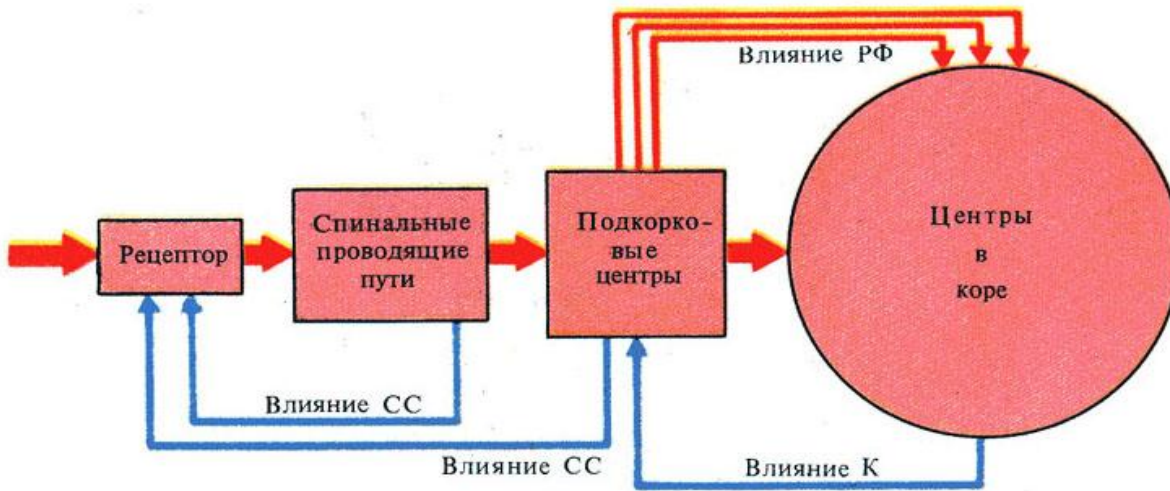 Влияние РФ
Рецептор
Спинальные
проводящие
пути
Подкорко-
вые
центры
Центры
в
коре
Влияние СС
Влияние СС
Влияние К